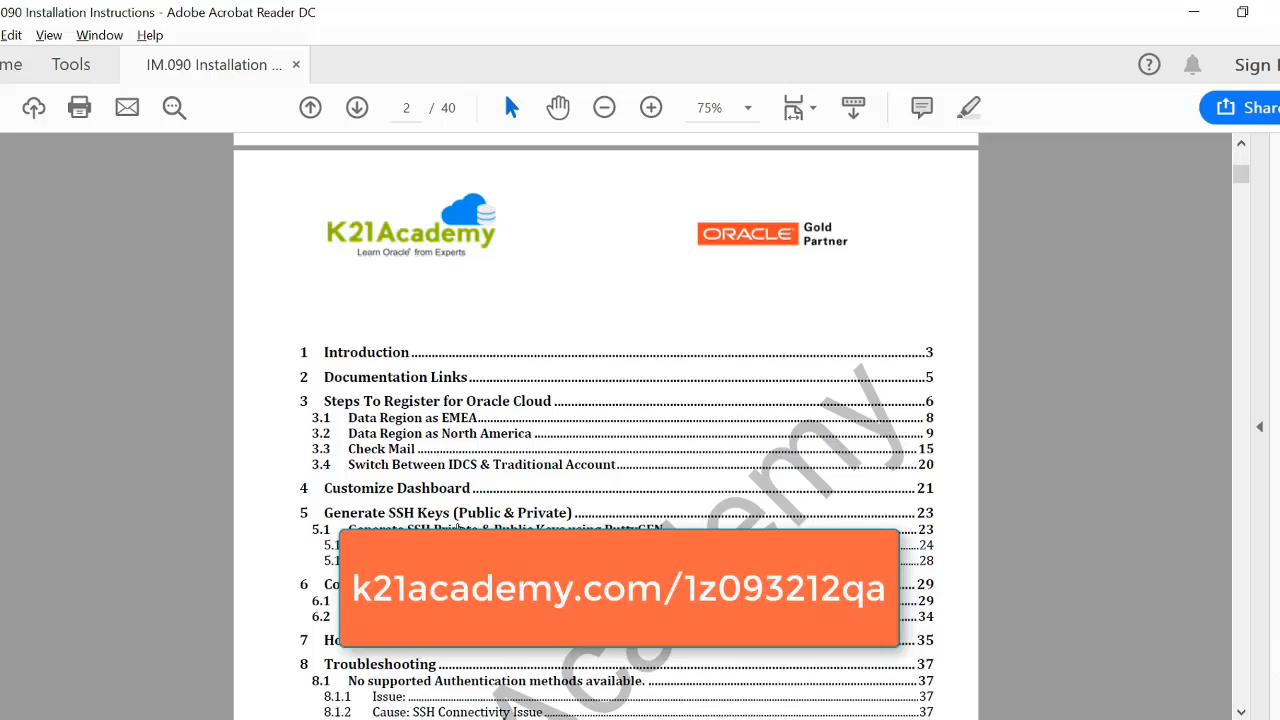 090 Installation Instructions - Adobe Acrobat Reader DC
Edit View Window Help
me Tools IM.090 Installation ... ×
? Sign
2 / 40 75% Share
K21Academy
Learn Oracle from Experts
ORACLE Gold
Partner
1 Introduction 3
2 Documentation Links 5
3 Steps To Register for Oracle Cloud 6
3.1 Data Region as EMEA 8
3.2 Data Region as North America 9
3.3 Check Mail 15
3.4 Switch Between IDCS & Traditional Account 20
4 Customize Dashboard 21
5 Generate SSH Keys (Public & Private) 23
5.1 Generate SSH Private & Public Keys using PuttyGEN 23
5.1 24
5.1 28
6 Co 29
6.1 29
6.2 34
7 Ho 35
k21academy.com/1z093212qa
8 Troubleshooting 37
8.1 No supported Authentication methods available. 37
8.1.1 Issue: 37
8.1.2 Cause: SSH Connectivity Issue 37